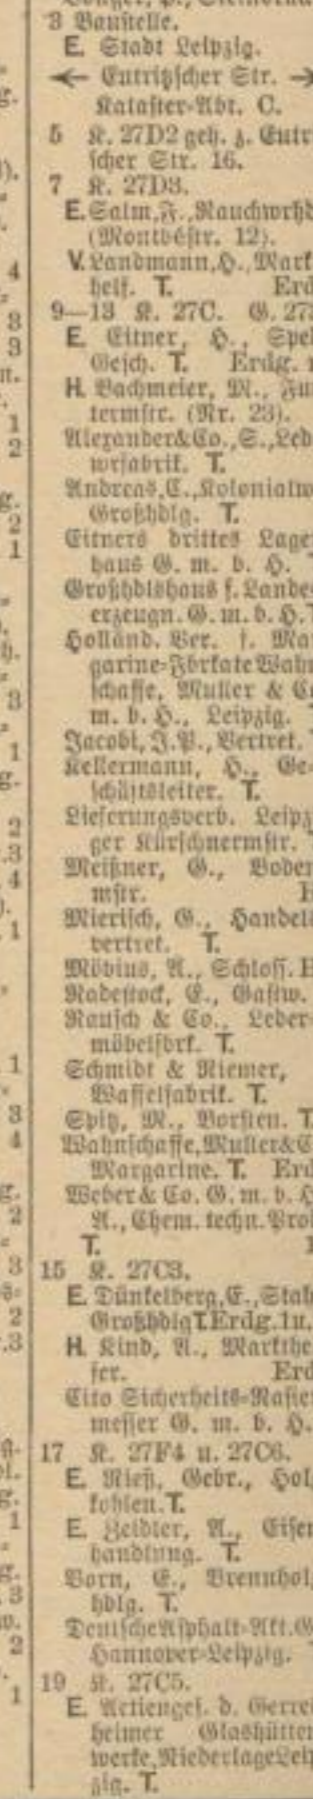 3 Baustelle.
E. Stadt Leipzig.
← Eutritzscher Str. →
Kataster-Abt. C.
5 K. 27D2 geh. z. Eutr
scher Str. 16.
7 K. 27D3.
E. Salm, F., Rauchwrhd
(Montbéstr. 12).
V. Landmann, H., Mark
helf. T. Erd
9—13 K. 27C. G. 27
E. Eitner, H., Spe
Gesch. T. Erdg.
H. Bachmeier, M.,
termstr. (Nr. 23).
Alexander & Co., S., Led
wrfabrik. T.
Andreas, C., Kolonialw
Großhdlg. T.
Eitners drittes Lage
haus G. m. b. H.
Großhdlshaus f. Lande
erzeugn. G. m. b. H. T
Holländ. Ver. f. Ma
garine-Fbrkate Wahn
schaffe, Muller & C
m. b. H., Leipzig.
Jacobi, J. P., Vertret.
Kellermann, H., Ge-
schäftsleiter. T.
Lieferungsverb. Leipz
ger Kürschnermstr.
Meißner, G., Boden
mstr.
Mierisch, G., Handels
vertret. T.
Möbius, A., Schloss.
Radestock, E., Gastw.
Rausch & Co., Leder-
möbelfbrk. T.
Schmidt & Riemer,
Waffelfabrik. T.
Spitz, M., Borsten. T
Wahnschaffe, Muller & C
Margarine. T. Erd
Weber & Co. G. m. b. H
A., Chem. techn. Prod
T.
15 K. 27C3.
E. Dünkelberg, E., Stah
Großhdlg T. Erdg. 1u.
H. Kind, A., Markthe
fer. Erd
Cito Sicherheits-Rasier
messer G. m. b. H.
17 K. 27F4 u. 27C6.
E. Rieß, Gebr., Hol
kohlen. T.
E. Zeidler, A., Eisen
handlung. T.
Born, E., Brennhol
hdlg. T.
Deutsche Asphalt-Akt. G
Hannover-Leipzig.
19 K. 27C5.
E. Actienges. d. Gerre
heimer Glashütten
werke, Niederlage Leip
zig. T.